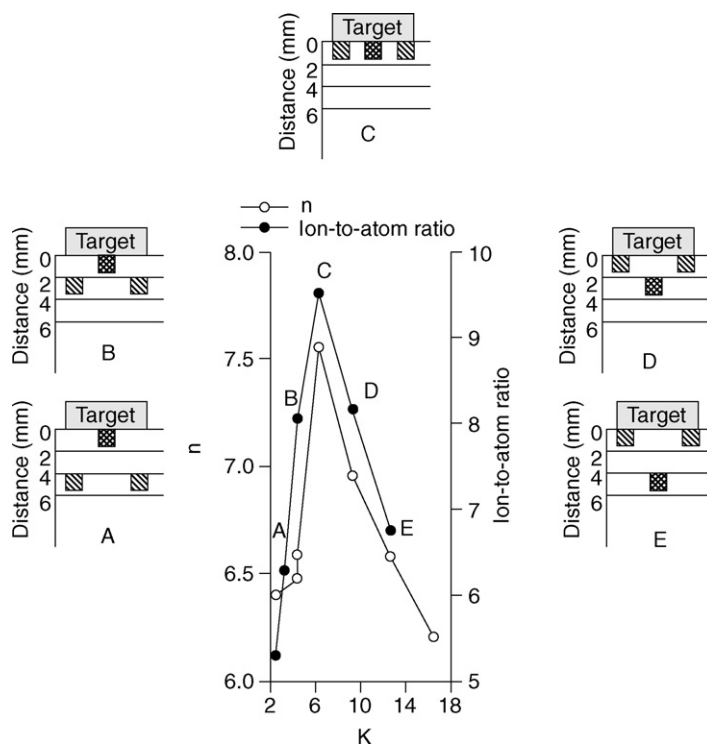 Target
Distance (mm)
0
2
4
6
C
n
Ion-to-atom ratio
Target
Distance (mm)
0
2
4
6
B
Target
Distance (mm)
0
2
4
6
A
8.0
7.5
7.0
6.5
6.0
n
10
9
8
7
6
5
Ion-to-atom ratio
C
B
D
A
E
2 6 10 14 18
K
Target
Distance (mm)
0
2
4
6
D
Target
Distance (mm)
0
2
4
6
E